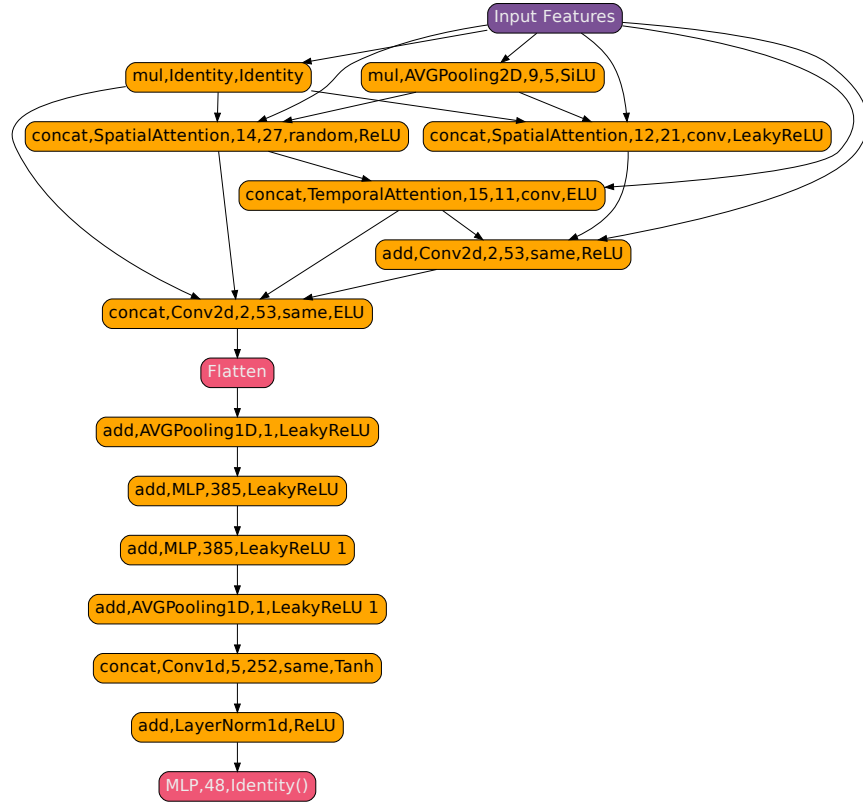 Input Features
mul,Identity,Identity
mul,AVGPooling2D,9,5,SiLU
concat,SpatialAttention,14,27,random,ReLU
concat,SpatialAttention,12,21,conv,LeakyReLU
concat,TemporalAttention,15,11,conv,ELU
add,Conv2d,2,53,same,ReLU
concat,Conv2d,2,53,same,ELU
Flatten
add,AVGPooling1D,1,LeakyReLU
add,MLP,385,LeakyReLU
add,MLP,385,LeakyReLU 1
add,AVGPooling1D,1,LeakyReLU 1
concat,Conv1d,5,252,same,Tanh
add,LayerNorm1d,ReLU
MLP,48,Identity()